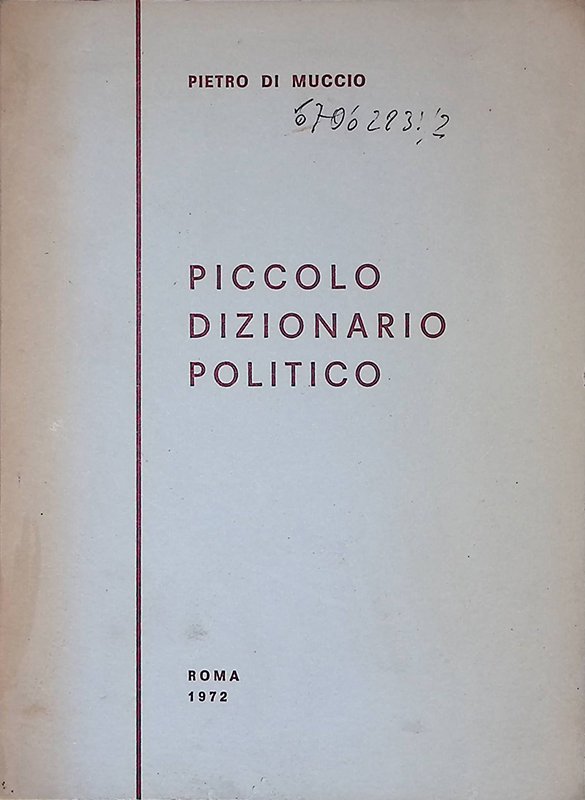 PIETRO DI MUCCIO
PICCOLO
DIZIONARIO
POLITICO
ROMA
1972